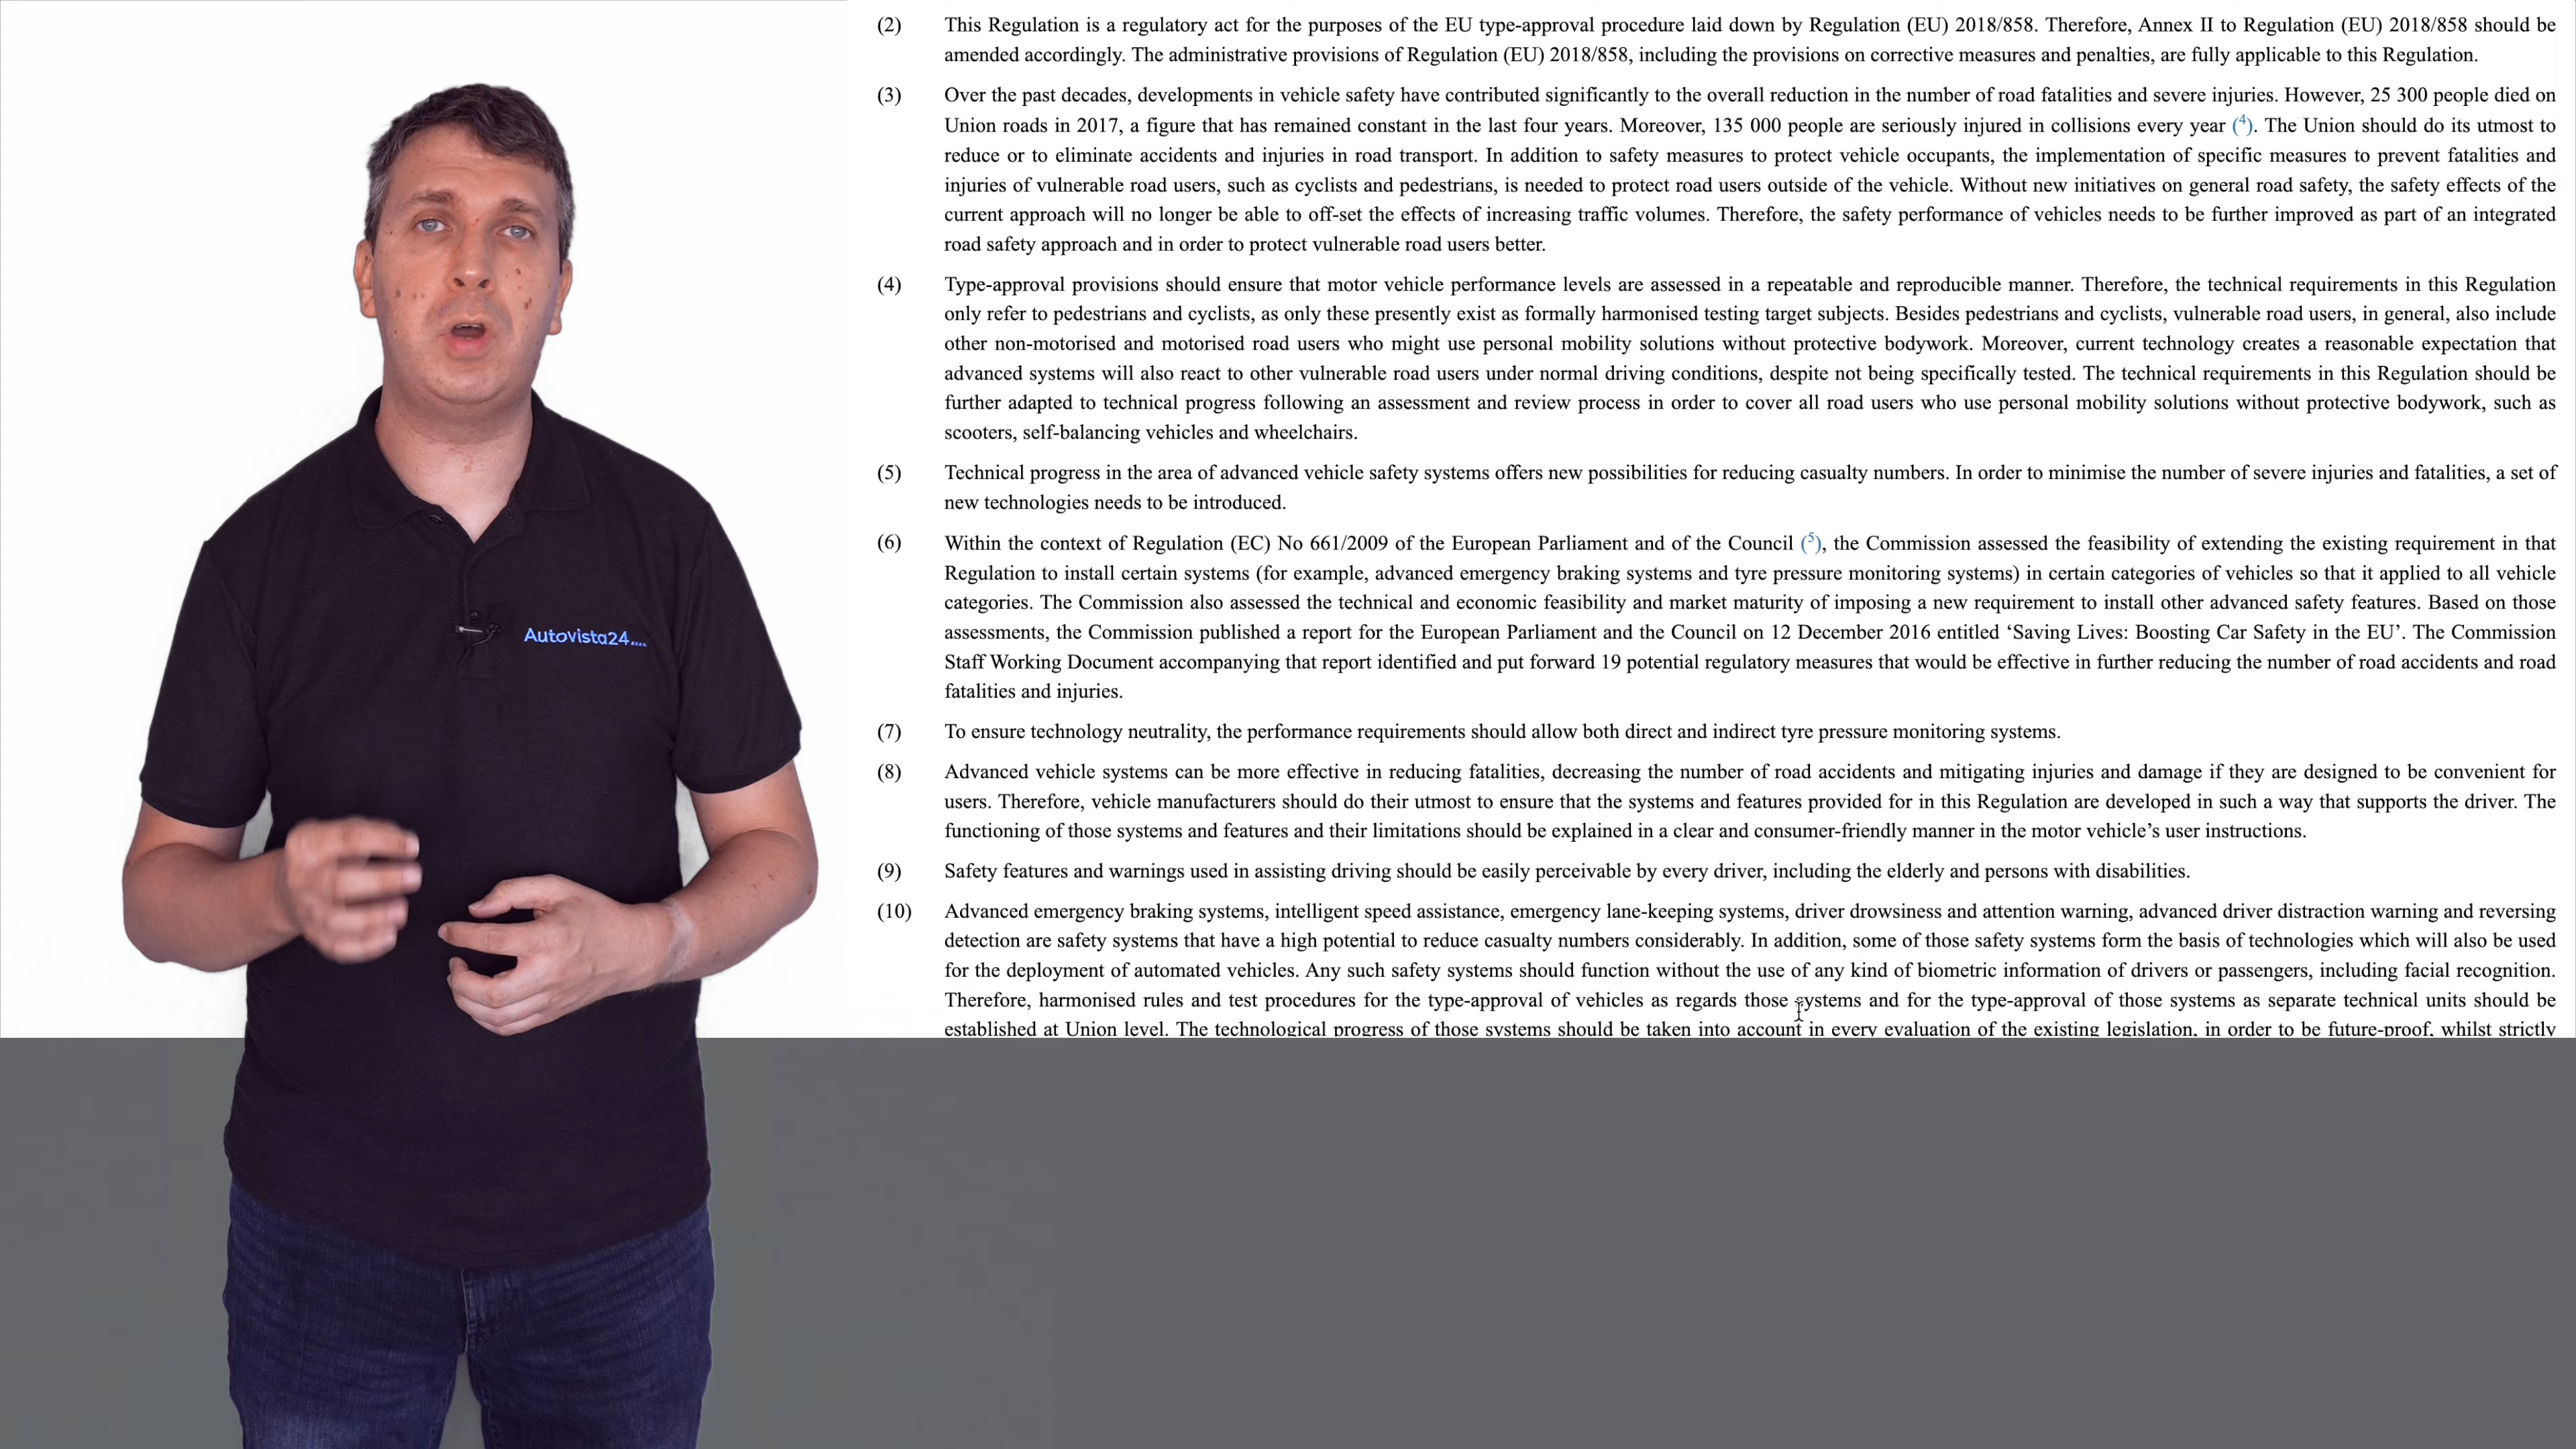 (2) This Regulation is a regulatory act for the purposes of the EU type-approval procedure laid down by Regulation (EU) 2018/858. Therefore, Annex II to Regulation (EU) 2018/858 should be
amended accordingly. The administrative provisions of Regulation (EU) 2018/858, including the provisions on corrective measures and penalties, are fully applicable to this Regulation.
(3) Over the past decades, developments in vehicle safety have contributed significantly to the overall reduction in the number of road fatalities and severe injuries. However, 25 300 people died on
Union roads in 2017, a figure that has remained constant in the last four years. Moreover, 135 000 people are seriously injured in collisions every year (4). The Union should do its utmost to
reduce or to eliminate accidents and injuries in road transport. In addition to safety measures to protect vehicle occupants, the implementation of specific measures to prevent fatalities and
injuries of vulnerable road users, such as cyclists and pedestrians, is needed to protect road users outside of the vehicle. Without new initiatives on general road safety, the safety effects of the
current approach will no longer be able to off-set the effects of increasing traffic volumes. Therefore, the safety performance of vehicles needs to be further improved as part of an integrated
road safety approach and in order to protect vulnerable road users better.
(4) Type-approval provisions should ensure that motor vehicle performance levels are assessed in a repeatable and reproducible manner. Therefore, the technical requirements in this Regulation
only refer to pedestrians and cyclists, as only these presently exist as formally harmonised testing target subjects. Besides pedestrians and cyclists, vulnerable road users, in general, also include
other non-motorised and motorised road users who might use personal mobility solutions without protective bodywork. Moreover, current technology creates a reasonable expectation that
advanced systems will also react to other vulnerable road users under normal driving conditions, despite not being specifically tested. The technical requirements in this Regulation should be
further adapted to technical progress following an assessment and review process in order to cover all road users who use personal mobility solutions without protective bodywork, such as
scooters, self-balancing vehicles and wheelchairs.
(5) Technical progress in the area of advanced vehicle safety systems offers new possibilities for reducing casualty numbers. In order to minimise the number of severe injuries and fatalities, a set of
new technologies needs to be introduced.
(6) Within the context of Regulation (EC) No 661/2009 of the European Parliament and of the Council (5), the Commission assessed the feasibility of extending the existing requirement in that
Regulation to install certain systems (for example, advanced emergency braking systems and tyre pressure monitoring systems) in certain categories of vehicles so that it applied to all vehicle
categories. The Commission also assessed the technical and economic feasibility and market maturity of imposing a new requirement to install other advanced safety features. Based on those
assessments, the Commission published a report for the European Parliament and the Council on 12 December 2016 entitled ‘Saving Lives: Boosting Car Safety in the EU’. The Commission
Staff Working Document accompanying that report identified and put forward 19 potential regulatory measures that would be effective in further reducing the number of road accidents and road
fatalities and injuries.
(7) To ensure technology neutrality, the performance requirements should allow both direct and indirect tyre pressure monitoring systems.
(8) Advanced vehicle systems can be more effective in reducing fatalities, decreasing the number of road accidents and mitigating injuries and damage if they are designed to be convenient for
users. Therefore, vehicle manufacturers should do their utmost to ensure that the systems and features provided for in this Regulation are developed in such a way that supports the driver. The
functioning of those systems and features and their limitations should be explained in a clear and consumer-friendly manner in the motor vehicle’s user instructions.
(9) Safety features and warnings used in assisting driving should be easily perceivable by every driver, including the elderly and persons with disabilities.
(10) Advanced emergency braking systems, intelligent speed assistance, emergency lane-keeping systems, driver drowsiness and attention warning, advanced driver distraction warning and reversing
detection are safety systems that have a high potential to reduce casualty numbers considerably. In addition, some of those safety systems form the basis of technologies which will also be used
for the deployment of automated vehicles. Any such safety systems should function without the use of any kind of biometric information of drivers or passengers, including facial recognition.
Therefore, harmonised rules and test procedures for the type-approval of vehicles as regards those systems and for the type-approval of those systems as separate technical units should be
established at Union level. The technological progress of those systems should be taken into account in every evaluation of the existing legislation, in order to be future-proof, whilst strictly
Autovista24....